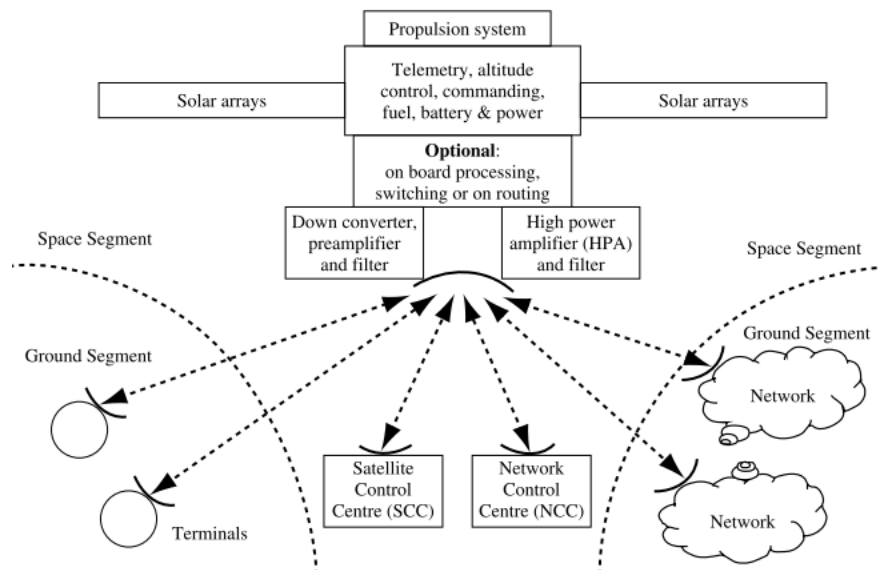 Propulsion system
Telemetry, altitude
control, commanding,
fuel, battery & power
Solar arrays
Solar arrays
Optional:
on board processing,
switching or on routing
Down converter,
preamplifier
and filter
High power
amplifier (HPA)
and filter
Space Segment
Space Segment
Ground Segment
Ground Segment
Network
Satellite
Control
Centre (SCC)
Network
Control
Centre (NCC)
Terminals
Network